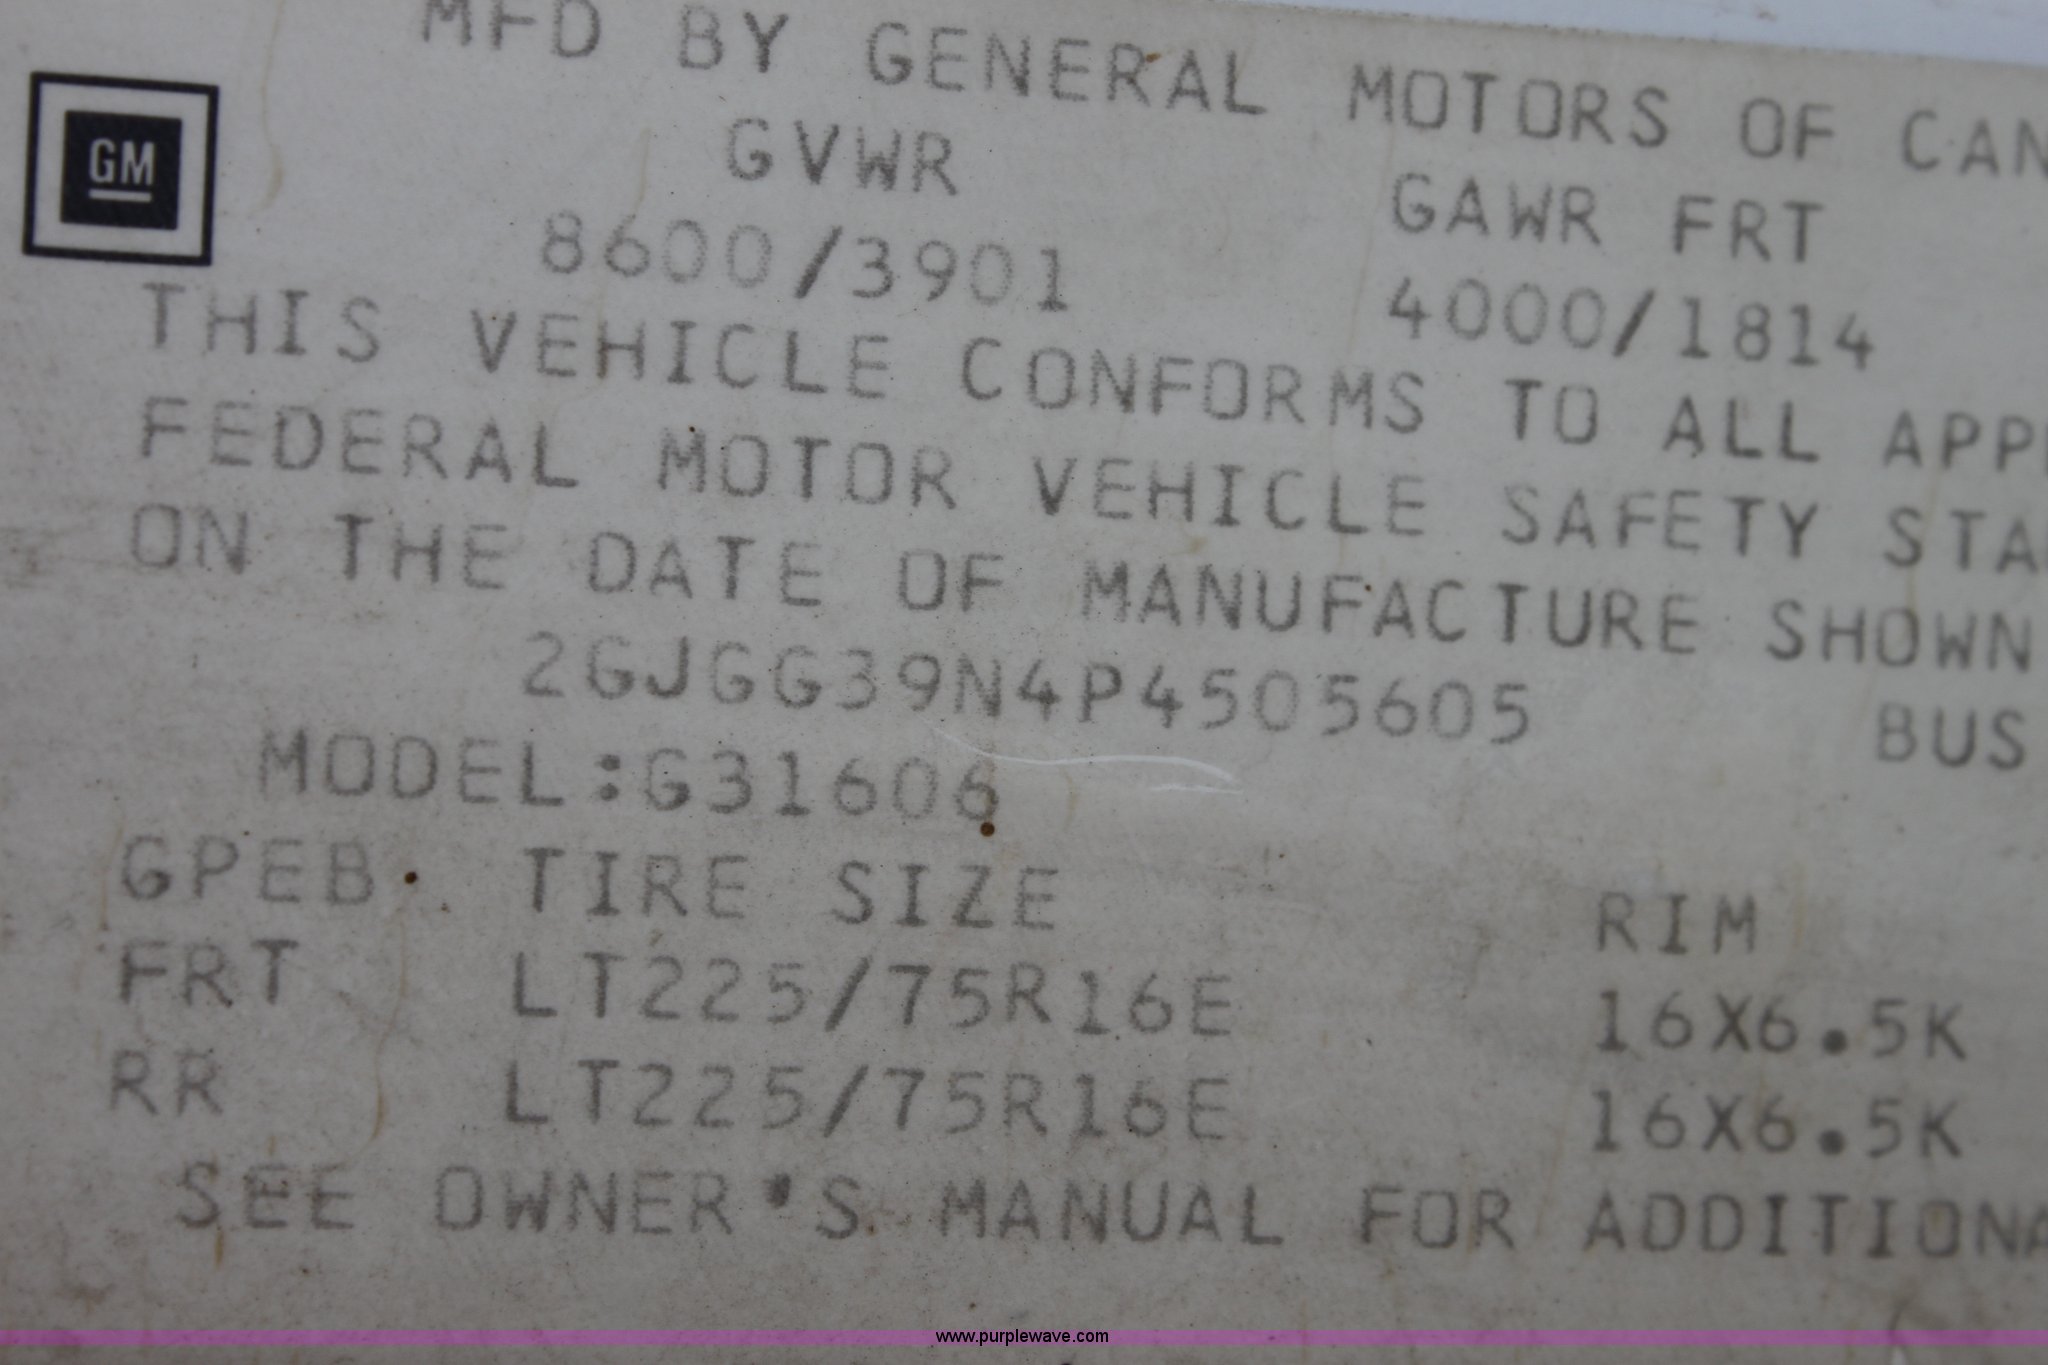 MFD BY GENERAL MOTORS OF CAN
GM
GVWR GAWR FRT
8600/3901 4000/1814
THIS VEHICLE CONFORMS TO ALL APPL
FEDERAL MOTOR VEHICLE SAFETY STA
ON THE DATE OF MANUFACTURE SHOWN
2GJGG39N4P4505605 BUS
MODEL:G31606
GPEB TIRE SIZE RIM
FRT LT225/75R16E 16X6.5K
RR LT225/75R16E 16X6.5K
SEE OWNER'S MANUAL FOR ADDITIONA
www.purplewave.com